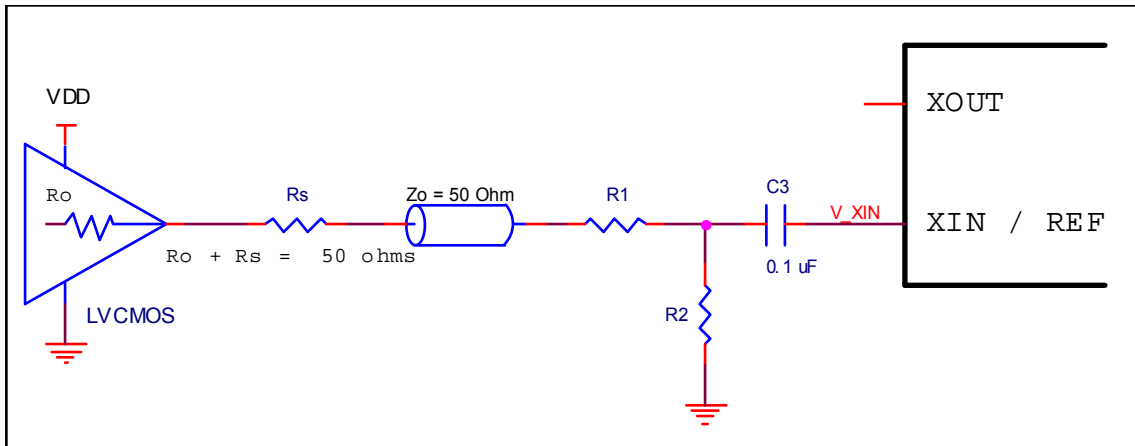 VDD
XOUT
Ro
Rs
Zo = 50 Ohm
R1
C3
V_XIN
XIN / REF
Ro + Rs = 50 ohms
0.1 uF
LVCMOS
R2